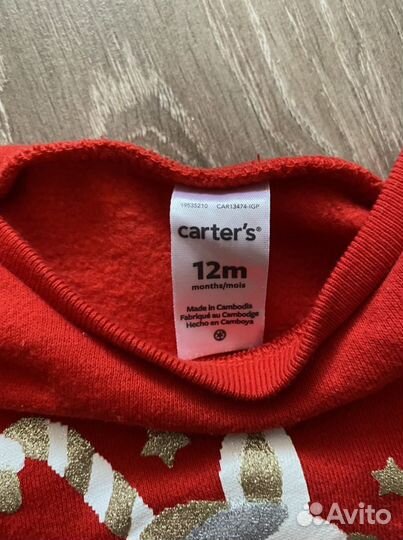 19535210 CAR13474-IGP
carter's®
12m
months/mois
Made in Cambodia
Fabriqué au Cambodge
Hecho en Camboya
Avito